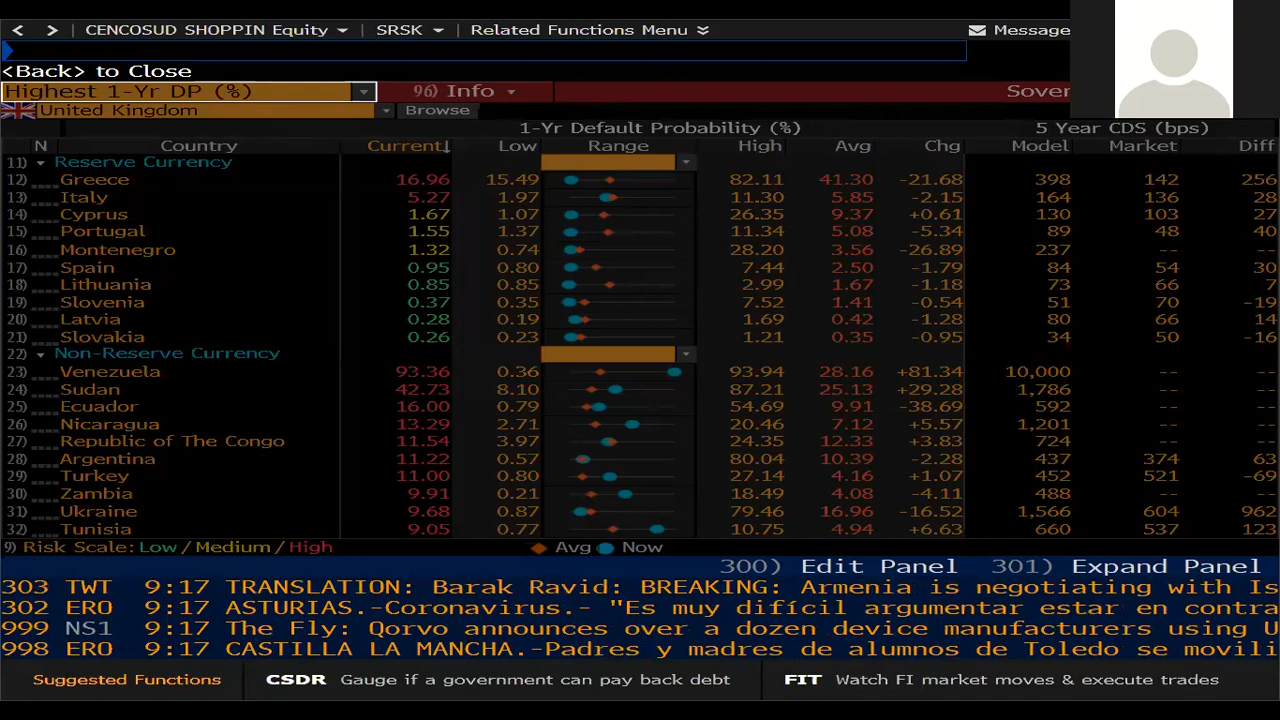 < > CENCOSUD SHOPPIN Equity SRSK Related Functions Menu Message
<Back> to Close
Highest 1-Yr DP (%) 96) Info Sover
United Kingdom Browse
1-Yr Default Probability (%) 5 Year CDS (bps)
N Country Current↓ Low Range High Avg Chg Model Market Diff
11) Reserve Currency
12) Greece 16.96 15.49 82.11 41.30 -21.68 398 142 256
13) Italy 5.27 1.97 11.30 5.85 -2.15 164 136 28
14) Cyprus 1.67 1.07 26.35 9.37 +0.61 130 103 27
15) Portugal 1.55 1.37 11.34 5.08 -5.34 89 48 40
16) Montenegro 1.32 0.74 28.20 3.56 -26.89 237 -- --
17) Spain 0.95 0.80 7.44 2.50 -1.79 84 54 30
18) Lithuania 0.85 0.85 2.99 1.67 -1.18 73 66 7
19) Slovenia 0.37 0.35 7.52 1.41 -0.54 51 70 -19
20) Latvia 0.28 0.19 1.69 0.42 -1.28 80 66 14
21) Slovakia 0.26 0.23 1.21 0.35 -0.95 34 50 -16
22) Non-Reserve Currency
23) Venezuela 93.36 0.36 93.94 28.16 +81.34 10,000 -- --
24) Sudan 42.73 8.10 87.21 25.13 +29.28 1,786 -- --
25) Ecuador 16.00 0.79 54.69 9.91 -38.69 592 -- --
26) Nicaragua 13.29 2.71 20.46 7.12 +5.57 1,201 -- --
27) Republic of The Congo 11.54 3.97 24.35 12.33 +3.83 724 -- --
28) Argentina 11.22 0.57 80.04 10.39 -2.28 437 374 63
29) Turkey 11.00 0.80 27.14 4.16 +1.07 452 521 -69
30) Zambia 9.91 0.21 18.49 4.08 -4.11 488 -- --
31) Ukraine 9.68 0.87 79.46 16.96 -16.52 1,566 604 962
32) Tunisia 9.05 0.77 10.75 4.94 +6.63 660 537 123
9) Risk Scale: Low / Medium / High Avg Now
300) Edit Panel 301) Expand Panel
303 TWT 9:17 TRANSLATION: Barak Ravid: BREAKING: Armenia is negotiating with Is
302 ERO 9:17 ASTURIAS.-Coronavirus.- "Es muy difícil argumentar estar en contra
999 NS1 9:17 The Fly: Qorvo announces over a dozen device manufacturers using U
998 ERO 9:17 CASTILLA LA MANCHA.-Padres y madres de alumnos de Toledo se movili
Suggested Functions CSDR Gauge if a government can pay back debt FIT Watch FI market moves & execute trades